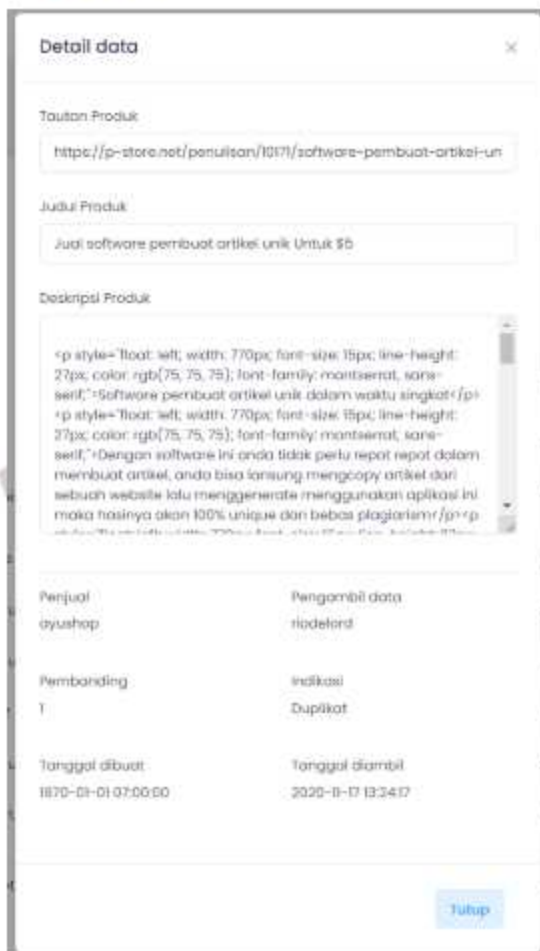 Detail data
×
Tautan Produk
https://p-store.net/penulisan/10171/software-pembuat-artikel-un
Judul Produk
Jual software pembuat artikel unik Untuk $5
Deskripsi Produk
<p style="float: left; width: 770px; font-size: 15px; line-height:
27px; color: rgb(75, 75, 75); font-family: montserrat, sans-
serif;">Software pembuat artikel unik dalam waktu singkat</p>
<p style="float: left; width: 770px; font-size: 15px; line-height:
27px; color: rgb(75, 75, 75); font-family: montserrat, sans-
serif;">Dengan software ini anda tidak perlu repot repot dalam
membuat artikel, anda bisa lansung mengcopy artikel dari
sebuah website lalu menggenerate menggunakan aplikasi ini
maka hasinya akan 100% unique dan bebas plagiarism</p><p
Penjual
Pengambil data
ayushop
riodelord
Pembanding
Indikasi
1
Duplikat
Tanggal dibuat
Tanggal diambil
1970-01-01 07:00:00
2020-11-17 13:24:17
Tutup